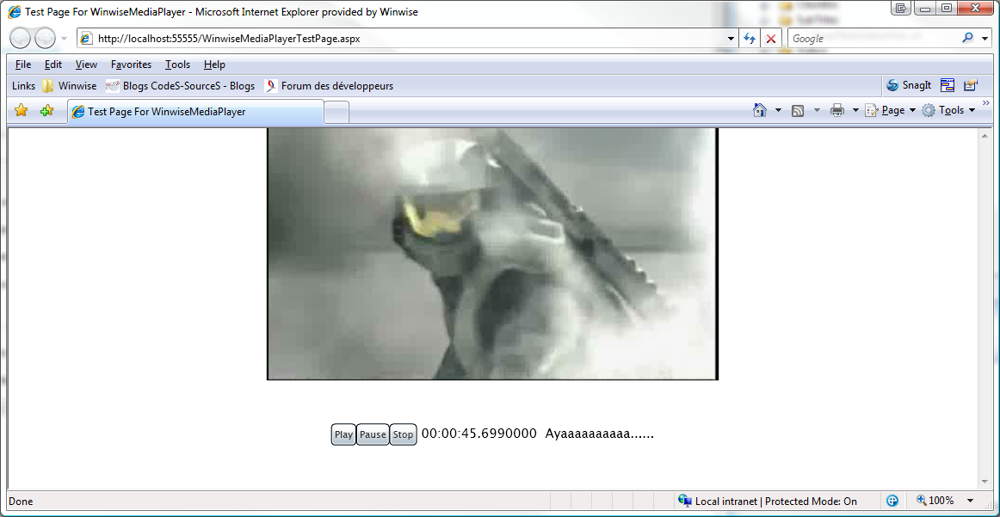 Test Page For WinwiseMediaPlayer - Microsoft Internet Explorer provided by Winwise
http://localhost:55555/WinwiseMediaPlayerTestPage.aspx
Google
File Edit View Favorites Tools Help
Links Winwise Blogs CodeS-SourceS - Blogs Forum des développeurs SnagIt
Test Page For WinwiseMediaPlayer Page Tools
Play Pause Stop 00:00:45.6990000 Ayaaaaaaaaaa......
Done Local intranet | Protected Mode: On 100%